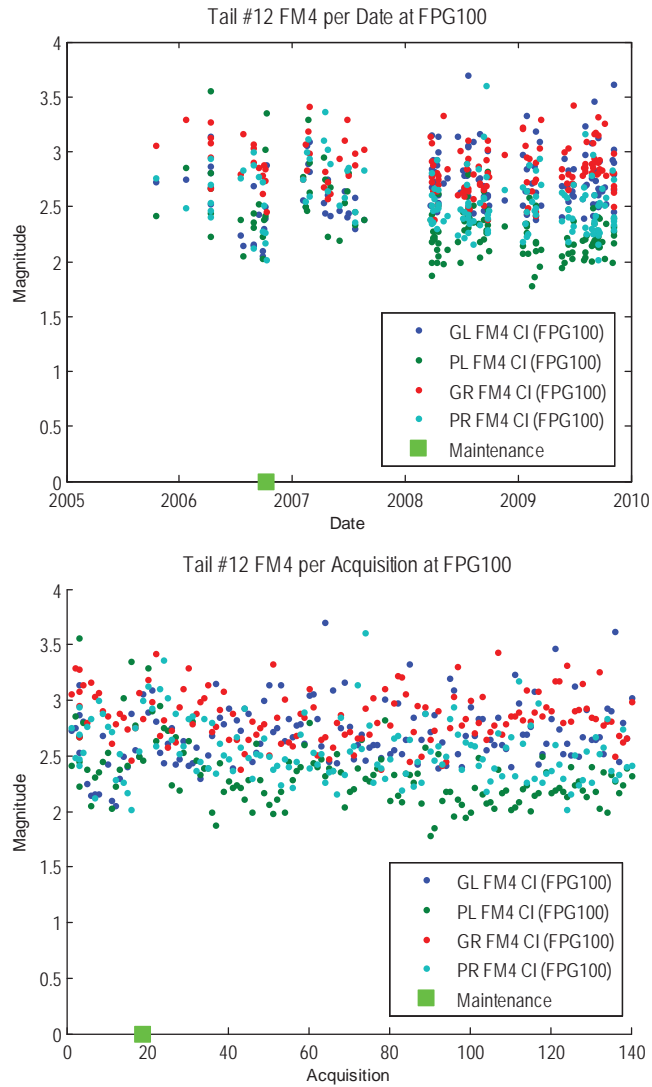 Tail #12 FM4 per Date at FPG100
4
3.5
3
2.5
2
1.5
1
0.5
0
Magnitude
GL FM4 CI (FPG100)
PL FM4 CI (FPG100)
GR FM4 CI (FPG100)
PR FM4 CI (FPG100)
Maintenance
2005 2006 2007 2008 2009 2010
Date
Tail #12 FM4 per Acquisition at FPG100
4
3.5
3
2.5
2
1.5
1
0.5
0
Magnitude
GL FM4 CI (FPG100)
PL FM4 CI (FPG100)
GR FM4 CI (FPG100)
PR FM4 CI (FPG100)
Maintenance
0 20 40 60 80 100 120 140
Acquisition